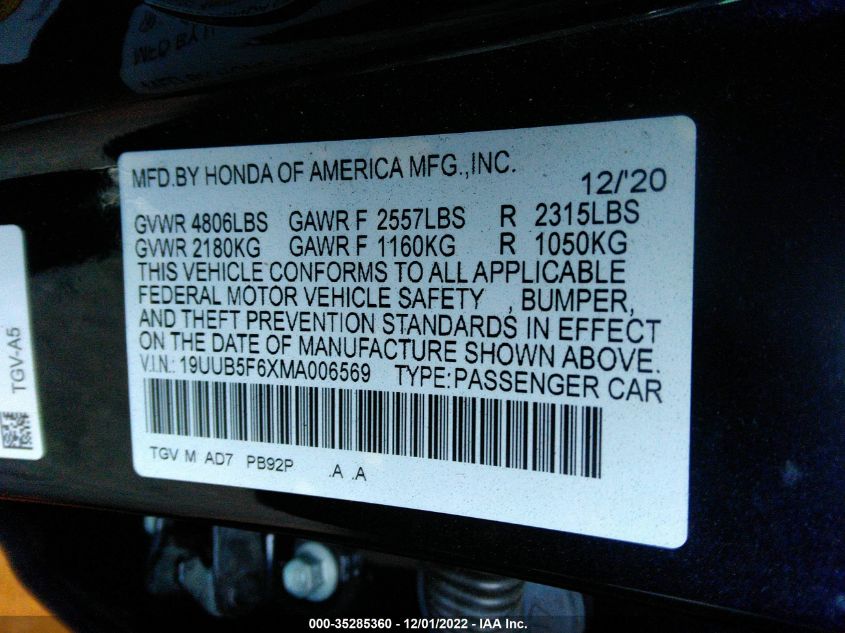 MFD.BY HONDA OF AMERICA MFG.,INC. 12/'20
GVWR 4806LBS GAWR F 2557LBS R 2315LBS
GVWR 2180KG GAWR F 1160KG R 1050KG
THIS VEHICLE CONFORMS TO ALL APPLICABLE
FEDERAL MOTOR VEHICLE SAFETY , BUMPER,
AND THEFT PREVENTION STANDARDS IN EFFECT
ON THE DATE OF MANUFACTURE SHOWN ABOVE.
V.I.N.: 19UUB5F6XMA006569 TYPE:PASSENGER CAR
TGV M AD7 PB92P .A .A
TGV-A5
000-35285360 - 12/01/2022 - IAA Inc.